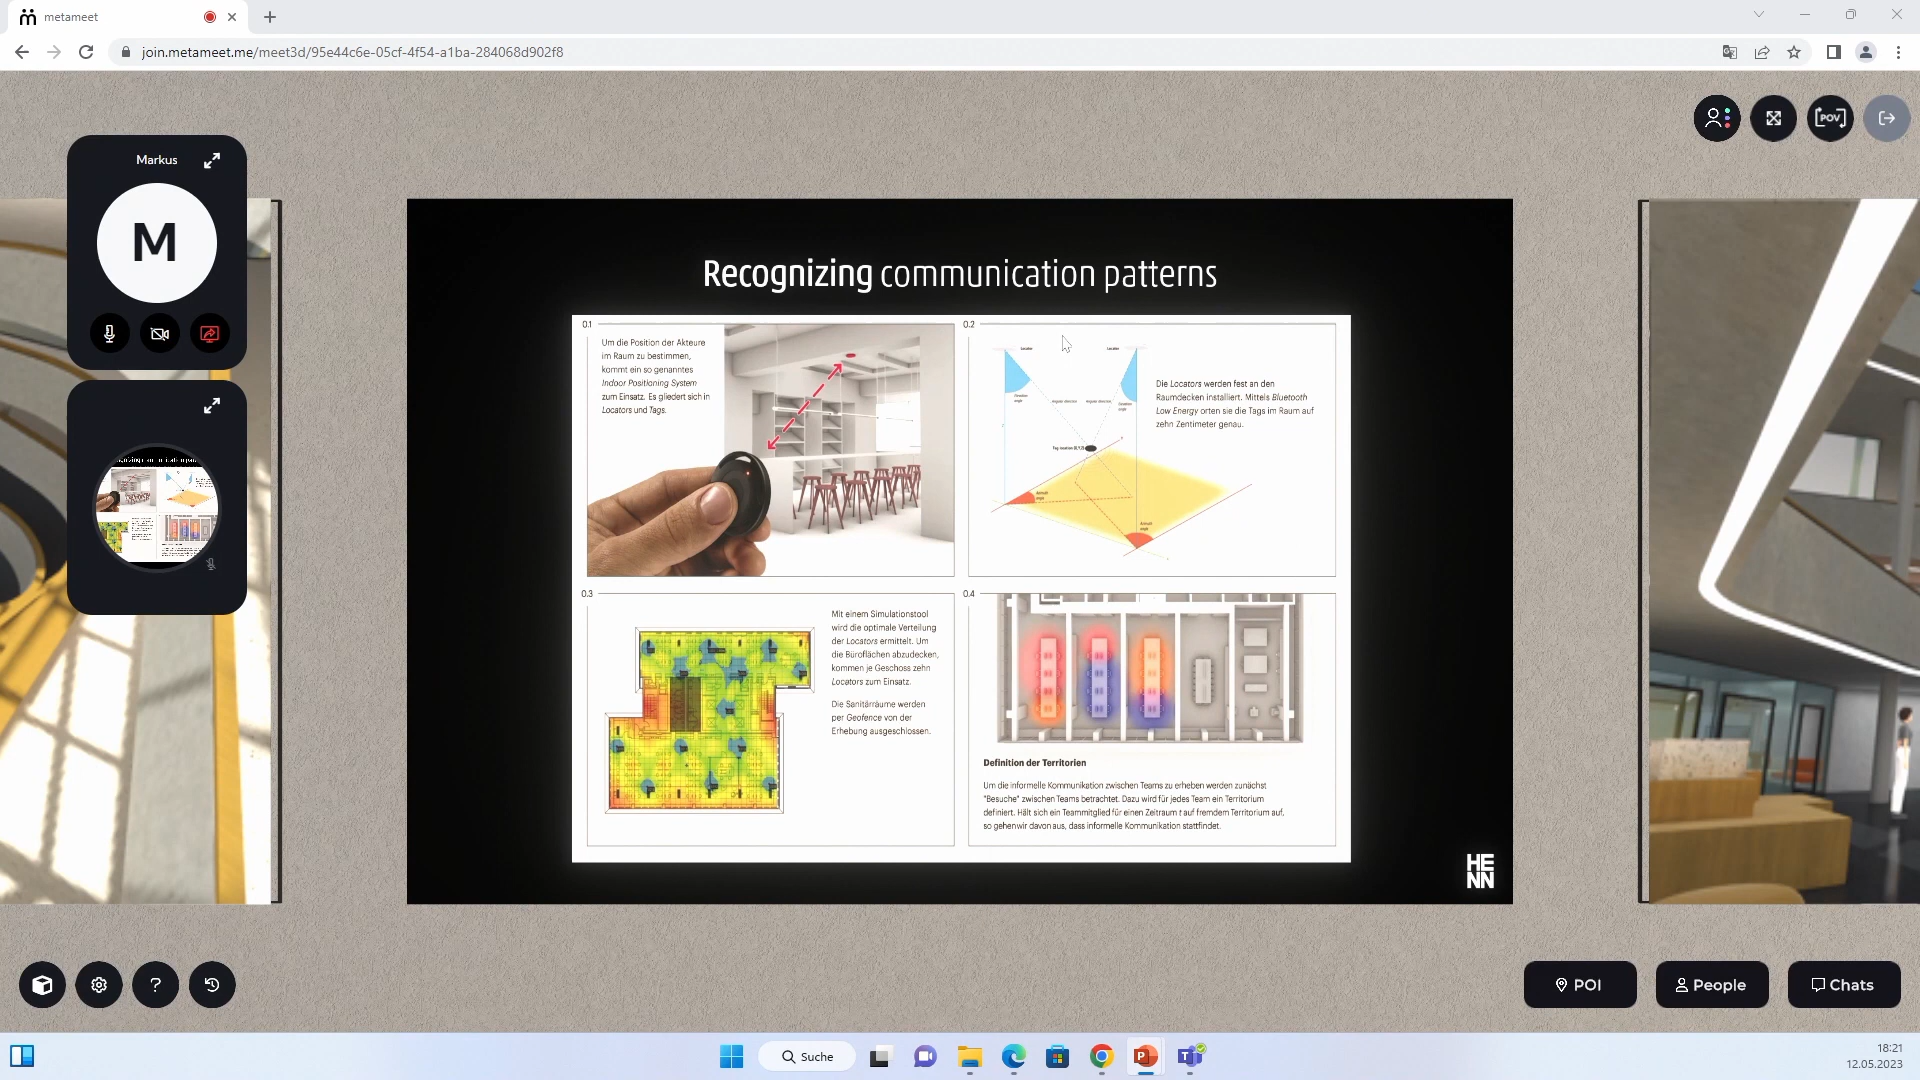 metameet
join.metameet.me/meet3d/95e44c6e-05cf-4f54-a1ba-284068d902f8
POV
Markus
M
Recognizing communication patterns
0.1
Um die Position der Akteure
im Raum zu bestimmen,
kommt ein so genanntes
Indoor Positioning System
zum Einsatz. Es gliedert sich in
Locators und Tags.
0.2
Locator
Locator
Die Locators werden fest an den
Raumdecken installiert. Mittels Bluetooth
Low Energy orten sie die Tags im Raum auf
zehn Zentimeter genau.
Azimuth
angle
Azimuth
angle
0.3
Mit einem Simulationstool
wird die optimale Verteilung
der Locators ermittelt. Um
die Büroflächen abzudecken,
kommen je Geschoss zehn
Locators zum Einsatz.
Die Sanitärräume werden
per Geofence von der
Erhebung ausgeschlossen.
0.4
Definition der Territorien
Um die informelle Kommunikation zwischen Teams zu erheben werden zunächst
"Besuche" zwischen Teams betrachtet. Dazu wird für jedes Team ein Territorium
definiert. Hält sich ein Teammitglied für einen Zeitraum t auf fremdem Territorium auf,
so gehen wir davon aus, dass informelle Kommunikation stattfindet.
HE
NN
?
POI
People
Chats
Suche
18:21
12.05.2023